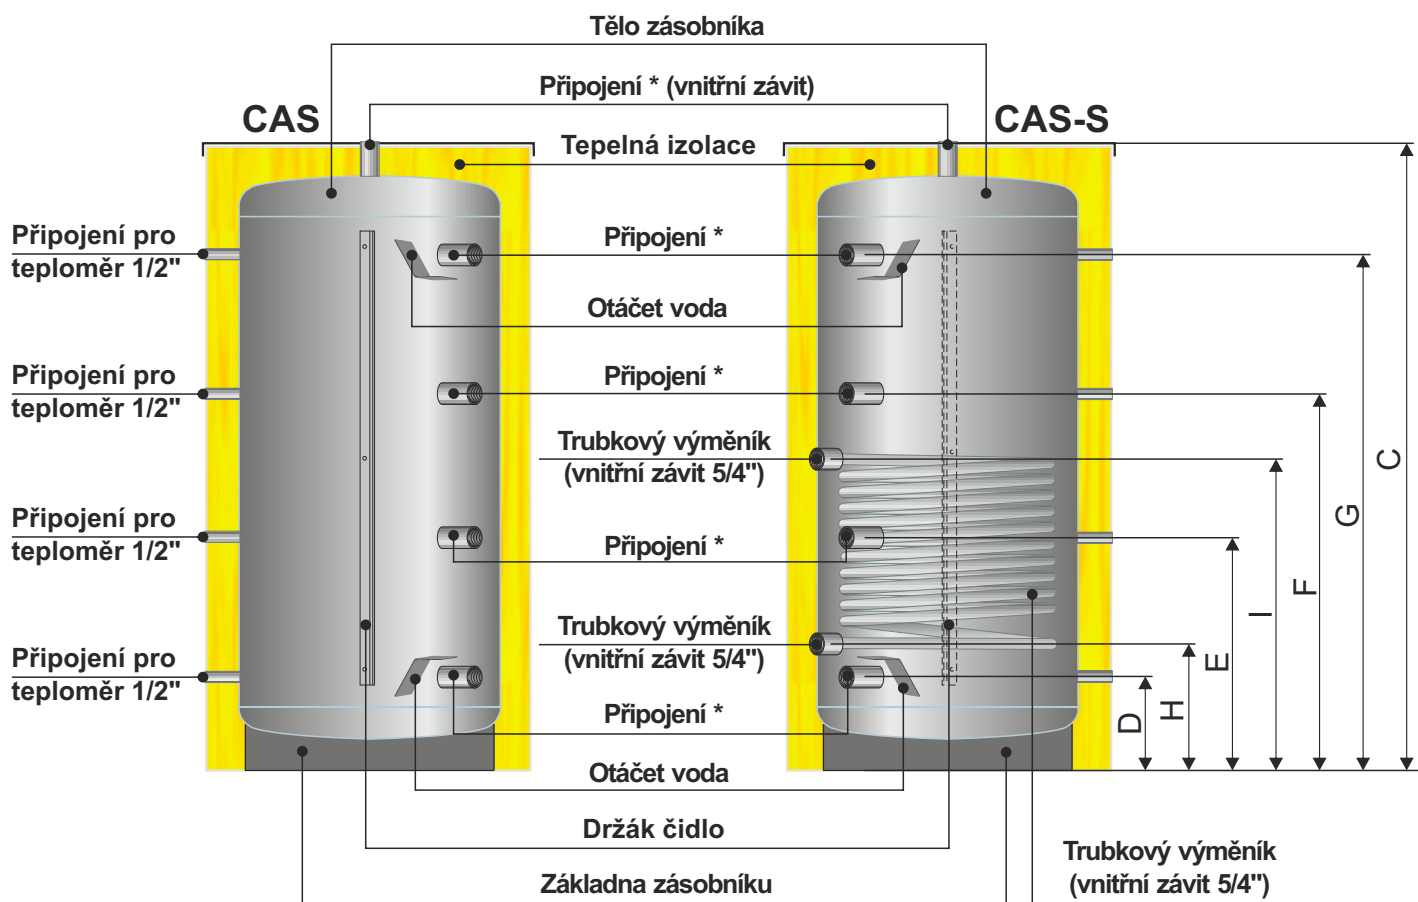 Tělo zásobníka
Připojení * (vnitřní závit)
CAS
CAS-S
Tepelná izolace
Připojení pro
teploměr 1/2"
Připojení *
Otáčet voda
Připojení pro
teploměr 1/2"
Připojení *
Trubkový výměník
(vnitřní závit 5/4")
Připojení pro
teploměr 1/2"
Připojení *
Trubkový výměník
(vnitřní závit 5/4")
Připojení pro
teploměr 1/2"
Připojení *
Otáčet voda
Držák čidlo
Základna zásobníku
Trubkový výměník
(vnitřní závit 5/4")
D
H
E
I
F
G
C